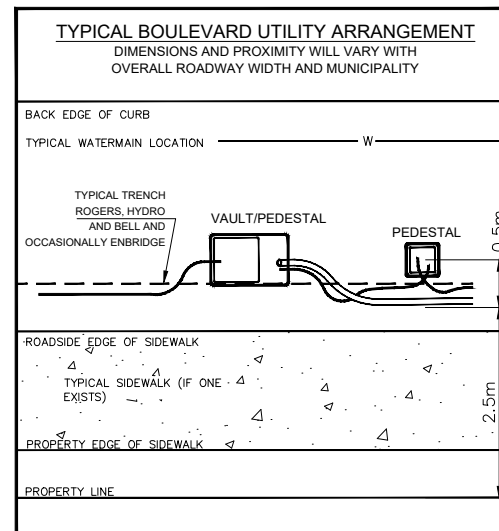 TYPICAL BOULEVARD UTILITY ARRANGEMENT
DIMENSIONS AND PROXIMITY WILL VARY WITH
OVERALL ROADWAY WIDTH AND MUNICIPALITY
BACK EDGE OF CURB
TYPICAL WATERMAIN LOCATION
W
TYPICAL TRENCH
ROGERS, HYDRO
AND BELL AND
OCCASIONALLY ENBRIDGE
VAULT/PEDESTAL
PEDESTAL
0.5m
ROADSIDE EDGE OF SIDEWALK
TYPICAL SIDEWALK (IF ONE
EXISTS)
2.5m
PROPERTY EDGE OF SIDEWALK
PROPERTY LINE